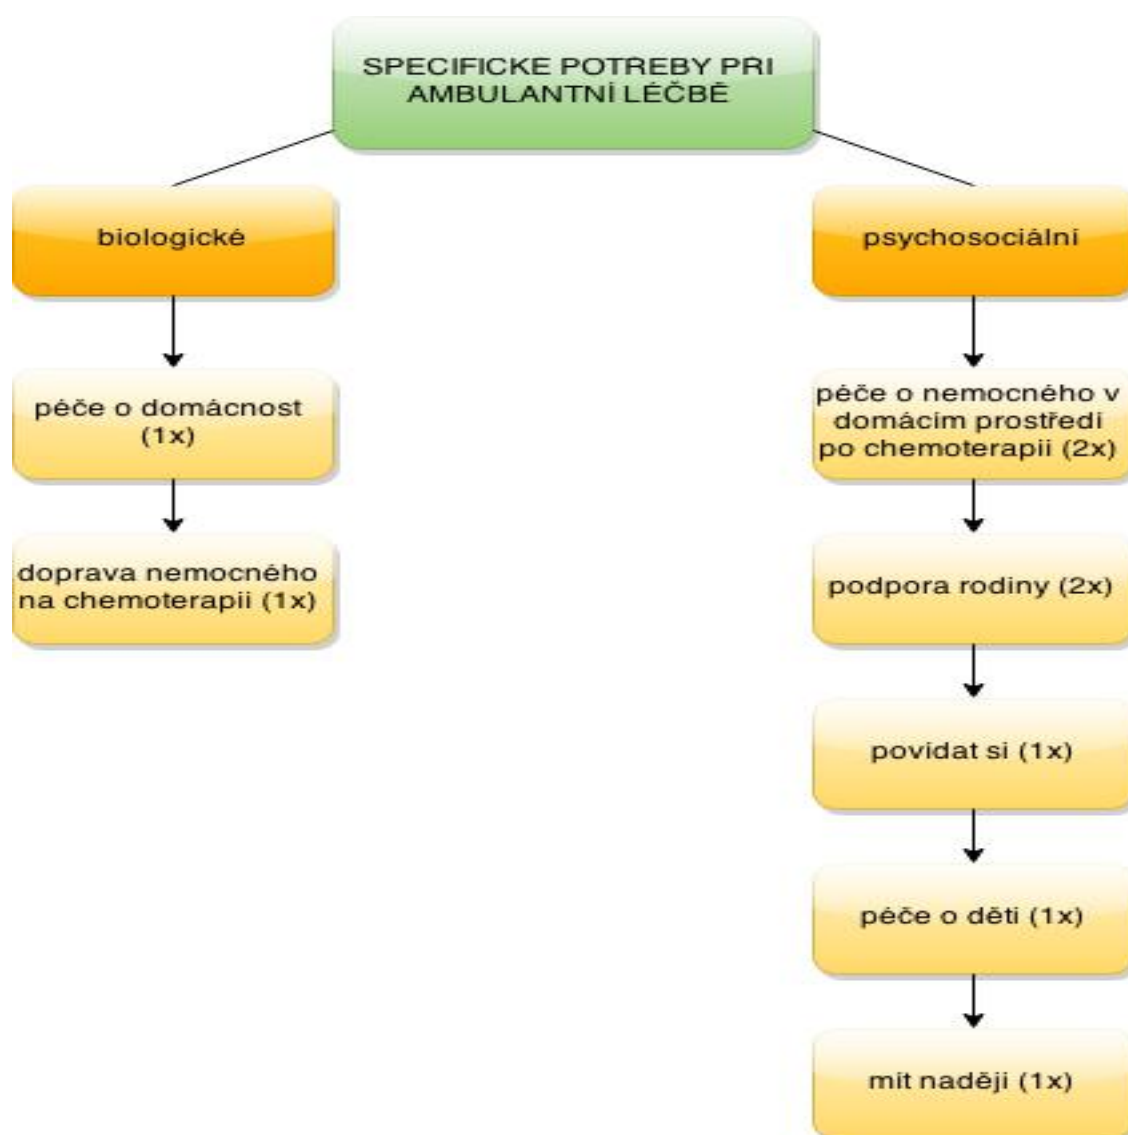 SPECIFICKE POTREBY PRI
AMBULANTNÍ LÉČBĚ
biologické
psychosociální
péče o domácnost
(1x)
péče o nemocného v
domácím prostředí
po chemoterapii (2x)
doprava nemocného
na chemoterapii (1x)
podpora rodiny (2x)
povídat si (1x)
péče o děti (1x)
mít naději (1x)